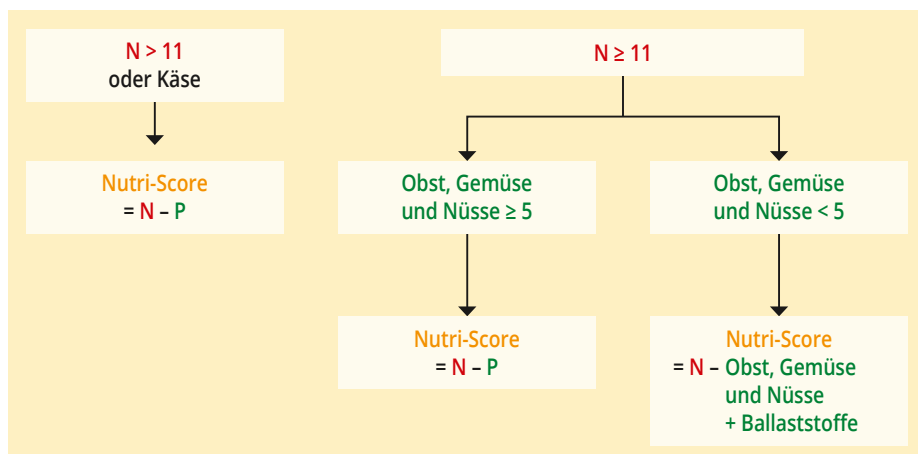 N > 11
oder Käse
Nutri-Score
= N – P
N ≥ 11
Obst, Gemüse
und Nüsse ≥ 5
Nutri-Score
= N – P
Obst, Gemüse
und Nüsse < 5
Nutri-Score
= N – Obst, Gemüse
und Nüsse
+ Ballaststoffe